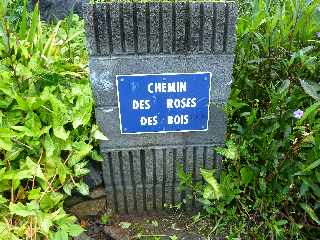 CHEMIN
DES ROSES
DES BOIS